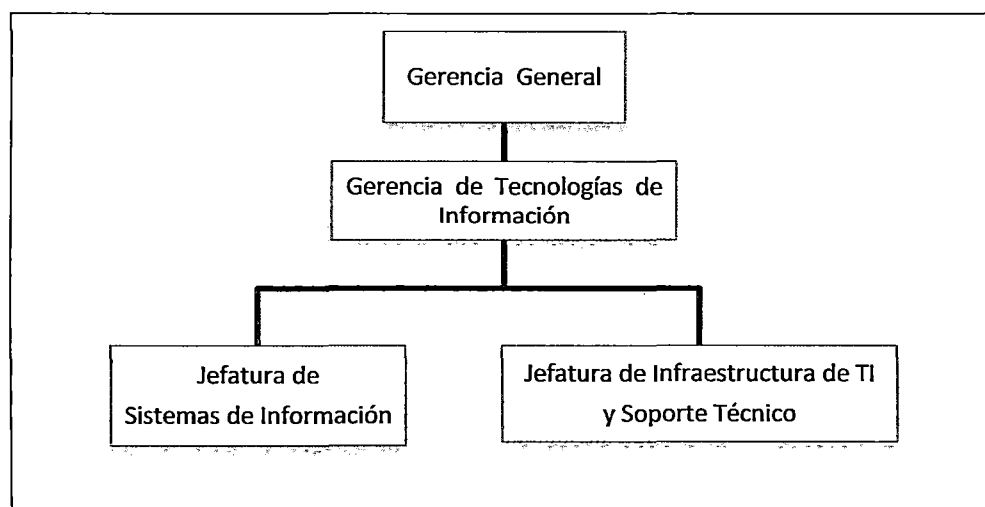 Gerencia General
Gerencia de Tecnologías de
Información
Jefatura de
Sistemas de Información
Jefatura de Infraestructura de TI
y Soporte Técnico